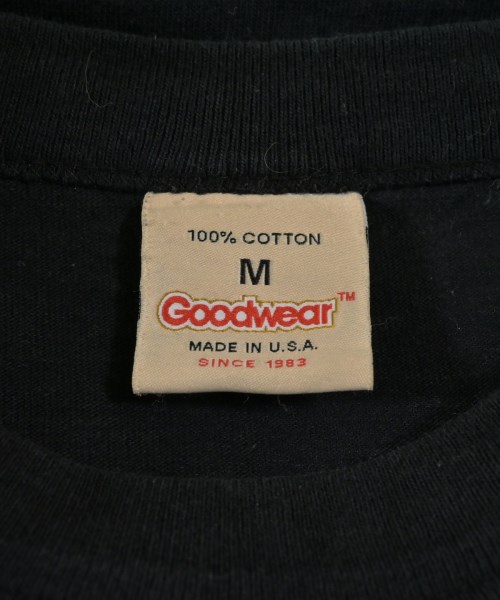 100% COTTON
M
Goodwear™
MADE IN U.S.A.
SINCE 1983